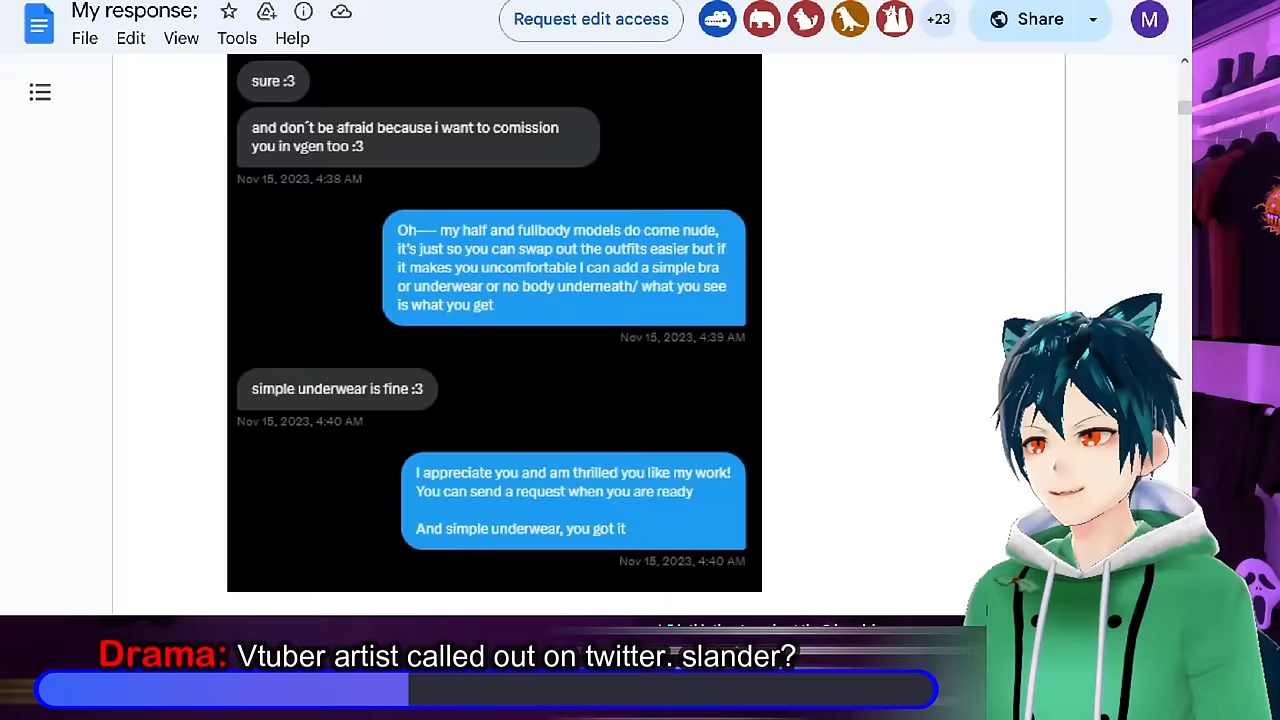 My response:
Request edit access
+23
Share
M
File Edit View Tools Help
sure :3
and don´t be afraid because i want to comission
you in vgen too :3
Nov 15, 2023, 4:38 AM
Oh— my half and fullbody models do come nude,
it's just so you can swap out the outfits easier but if
it makes you uncomfortable I can add a simple bra
or underwear or no body underneath/ what you see
is what you get
Nov 15, 2023, 4:39 AM
simple underwear is fine :3
Nov 15, 2023, 4:40 AM
I appreciate you and am thrilled you like my work!
You can send a request when you are ready
And simple underwear, you got it
Nov 15, 2023, 4:40 AM
Drama: Vtuber artist called out on twitter. slander?